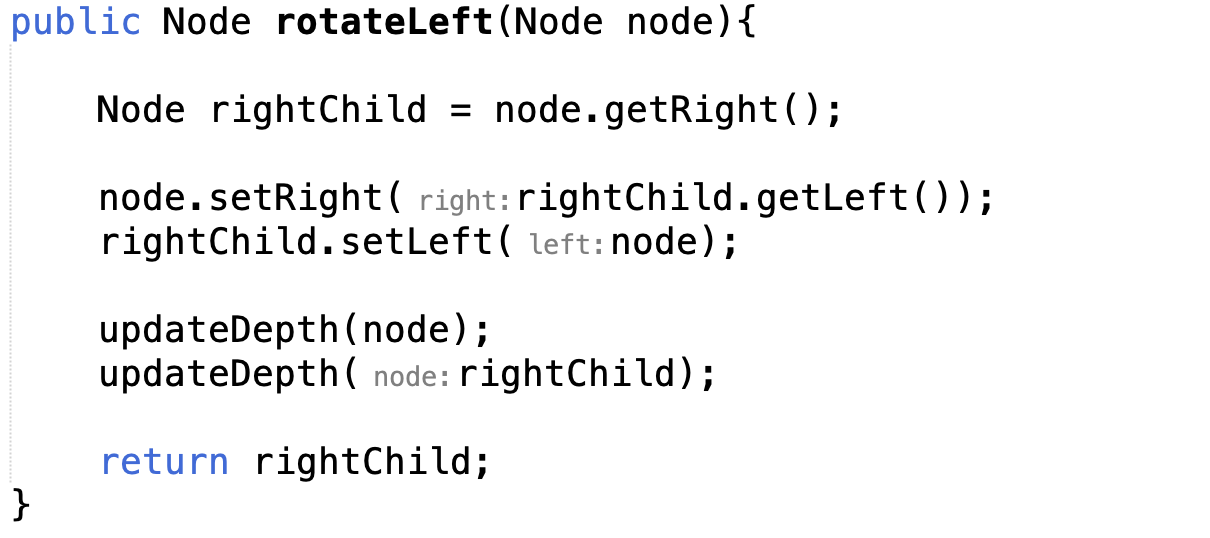 public Node rotateLeft(Node node){
Node rightChild = node.getRight();
node.setRight( right: rightChild.getLeft());
rightChild.setLeft( left: node);
updateDepth(node);
updateDepth( node: rightChild);
return rightChild;
}